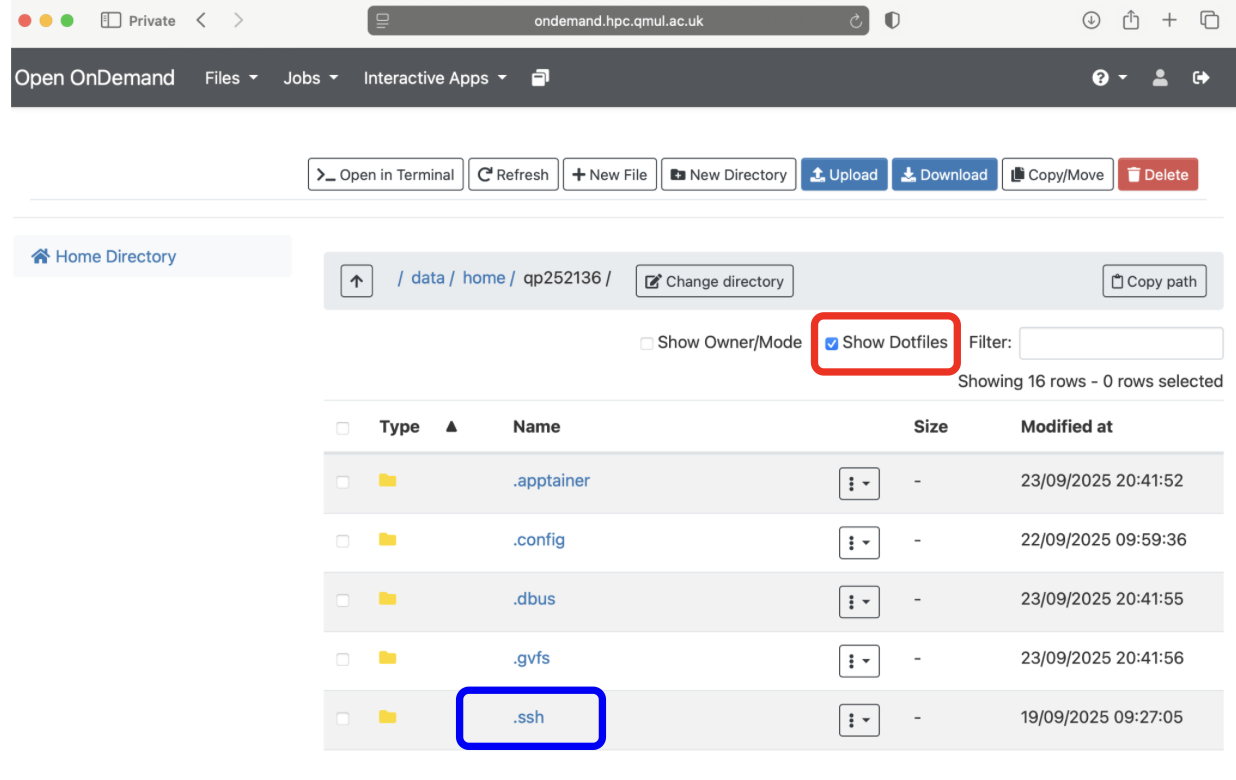 Private ondemand.hpc.qmul.ac.uk
Open OnDemand Files Jobs Interactive Apps
Open in Terminal Refresh New File New Directory Upload Download Copy/Move Delete
Home Directory
/ data / home / qp252136 / Change directory Copy path
Show Owner/Mode Show Dotfiles Filter:
Showing 16 rows - 0 rows selected
Type Name Size Modified at
.apptainer - 23/09/2025 20:41:52
.config - 22/09/2025 09:59:36
.dbus - 23/09/2025 20:41:55
.gvfs - 23/09/2025 20:41:56
.ssh - 19/09/2025 09:27:05